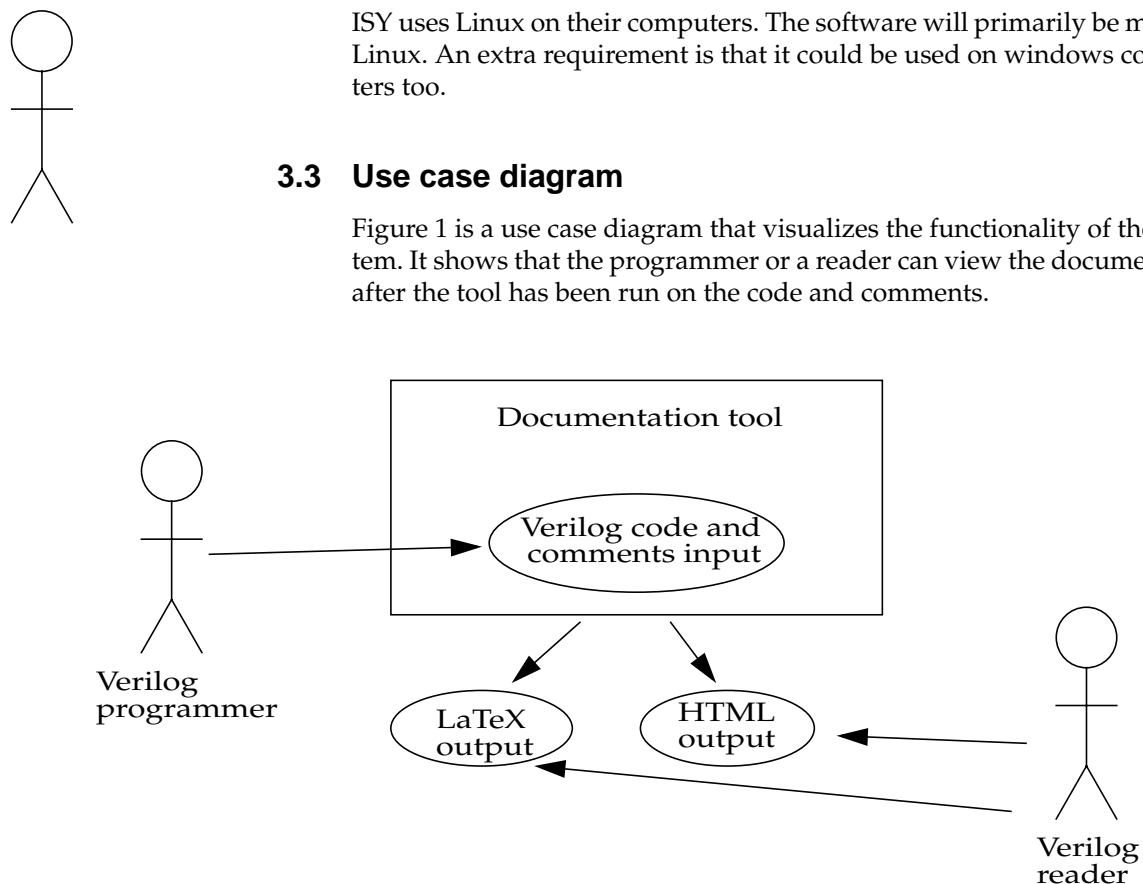 ISY uses Linux on their computers. The software will primarily be m
Linux. An extra requirement is that it could be used on windows co
ters too.
3.3 Use case diagram
Figure 1 is a use case diagram that visualizes the functionality of the
tem. It shows that the programmer or a reader can view the docume
after the tool has been run on the code and comments.
Documentation tool
Verilog code and
comments input
Verilog
programmer
LaTeX
output
HTML
output
Verilog
reader